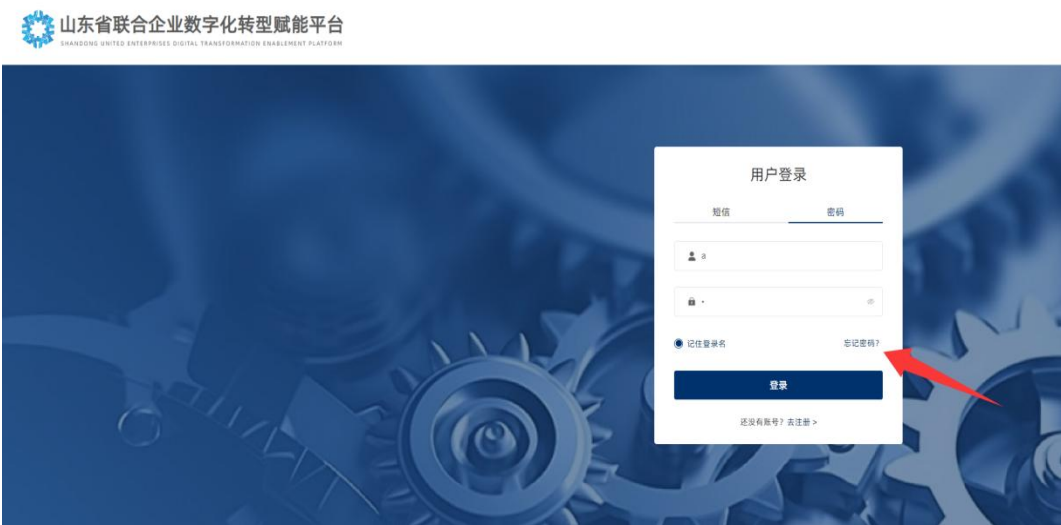 山东省联合企业数字化转型赋能平台
SHANDONG UNITED ENTERPRISES DIGITAL TRANSFORMATION ENABLEMENT PLATFORM
用户登录
短信 密码
a
记住登录名 忘记密码?
登录
还没有账号? 去注册 >